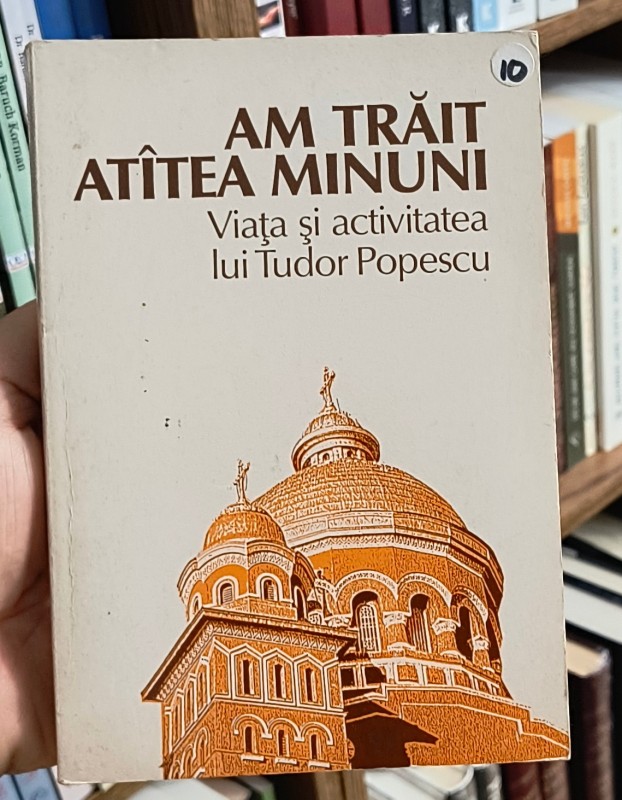 10
AM TRĂIT
ATÎTEA MINUNI
Viaţa şi activitatea
lui Tudor Popescu
Baruch Korman